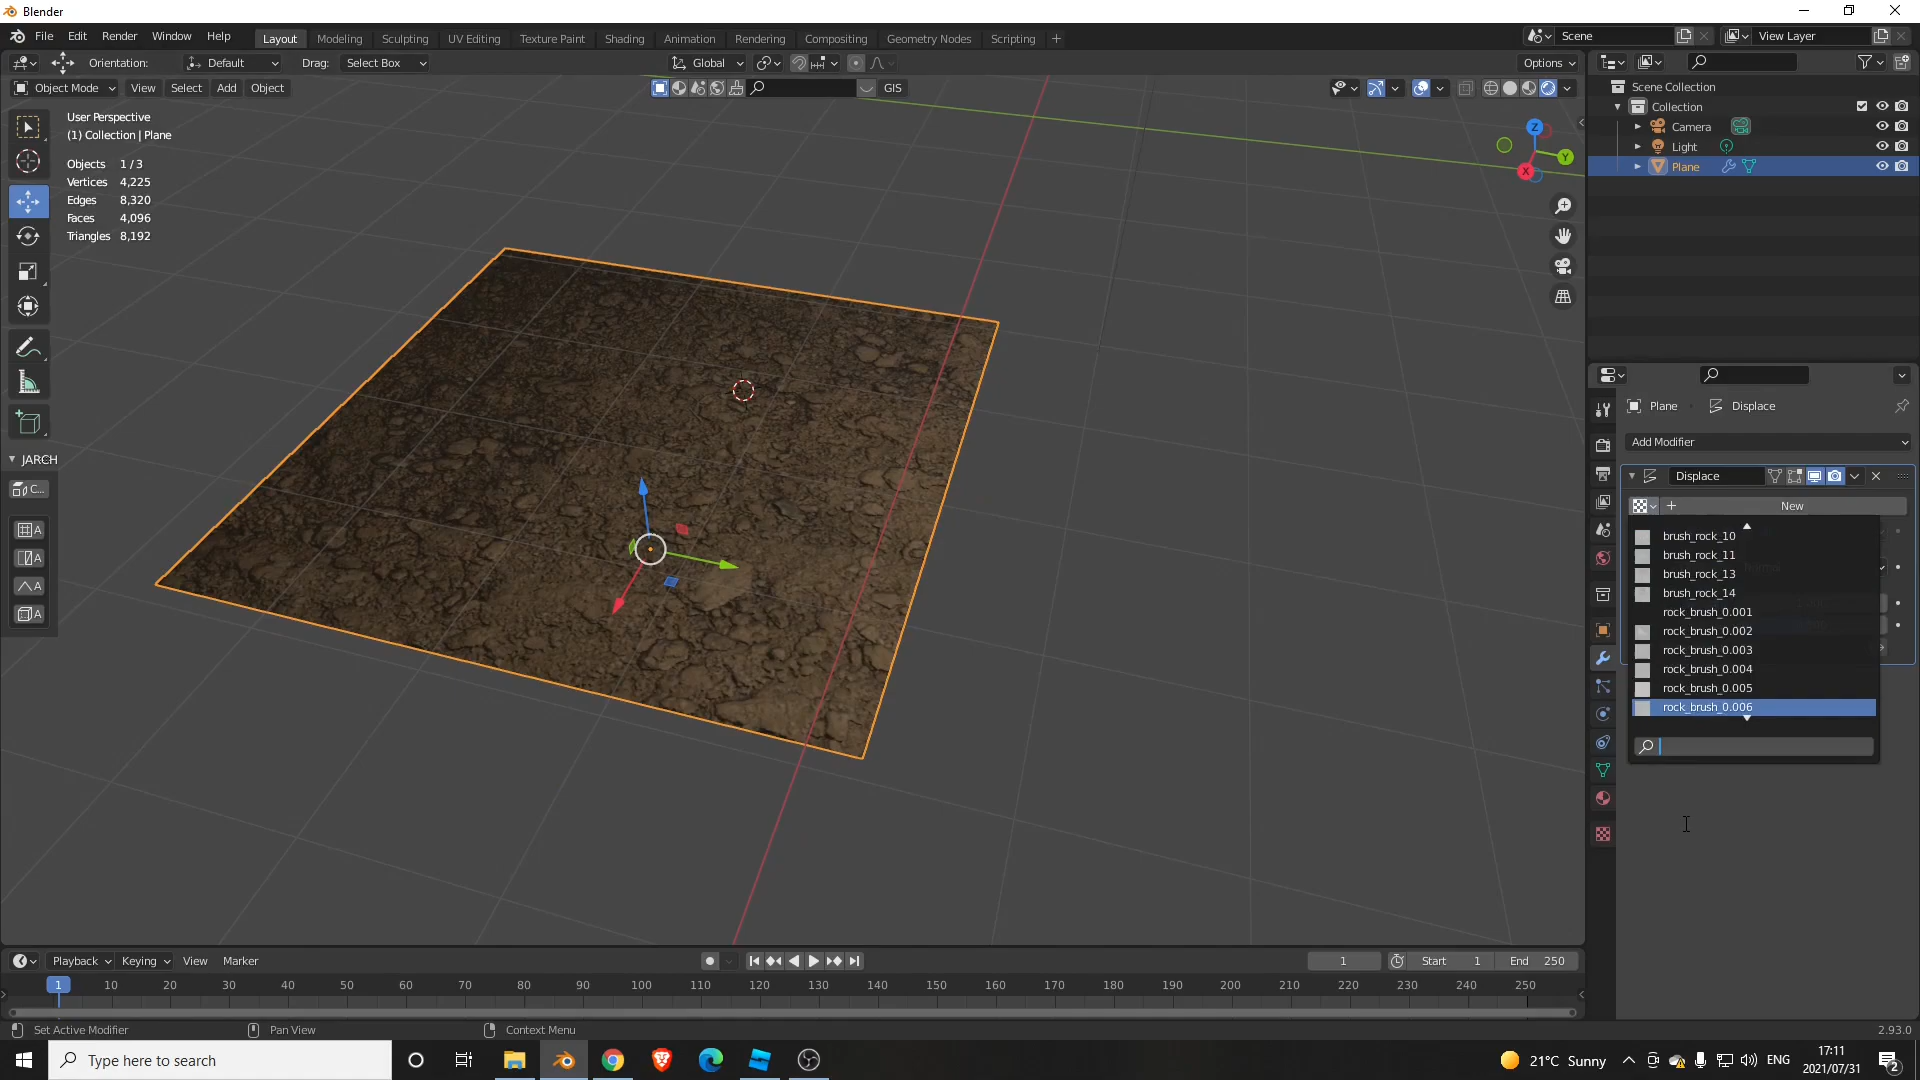 Blender
File Edit Render Window Help Layout Modeling Sculpting UV Editing Texture Paint Shading Animation Rendering Compositing Geometry Nodes Scripting + Scene View Layer
Orientation: Default Drag: Select Box Global Options
Object Mode View Select Add Object GIS
User Perspective
(1) Collection | Plane
Objects 1 / 3
Vertices 4,225
Edges 8,320
Faces 4,096
Triangles 8,192
JARCH
C...
A
A
A
A
Z
Y
X
Scene Collection
Collection
Camera
Light
Plane
Plane Displace
Add Modifier
Displace
+ New
brush_rock_10
brush_rock_11
brush_rock_13
brush_rock_14
rock_brush_0.001
rock_brush_0.002
rock_brush_0.003
rock_brush_0.004
rock_brush_0.005
rock_brush_0.006
Playback Keying View Marker 1 Start 1 End 250
1 10 20 30 40 50 60 70 80 90 100 110 120 130 140 150 160 170 180 190 200 210 220 230 240 250
Set Active Modifier Pan View Context Menu 2.93.0
Type here to search 21°C Sunny ENG
17:11
2021/07/31
2